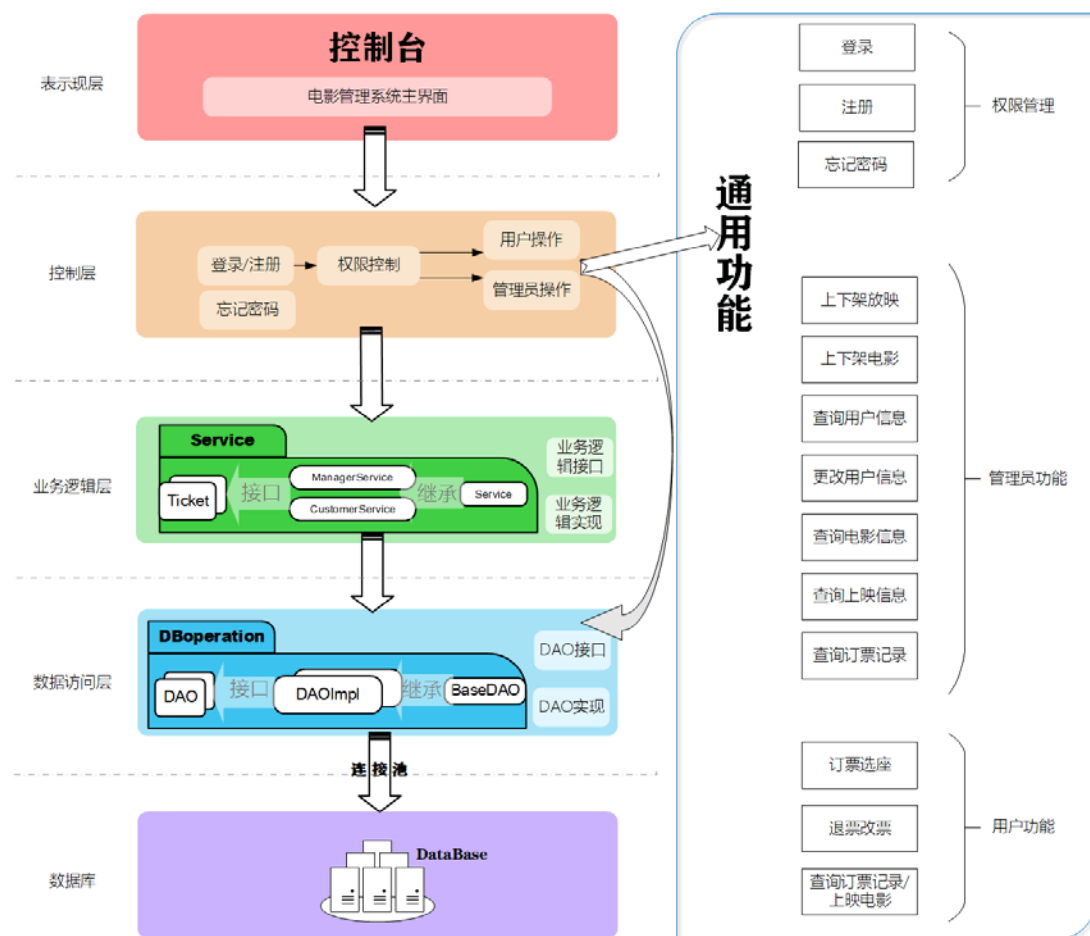 控制台
表示现层
电影管理系统主界面
控制层
登录/注册
忘记密码
权限控制
用户操作
管理员操作
业务逻辑层
Service
Ticket
接口
ManagerService
CustomerService
继承
Service
业务逻
辑接口
业务逻
辑实现
数据访问层
DBoperation
DAO
接口
DAOImpl
继承
BaseDAO
DAO接口
DAO实现
连接池
数据库
DataBase
通用功能
登录
注册
忘记密码
权限管理
上下架放映
上下架电影
查询用户信息
更改用户信息
查询电影信息
查询上映信息
查询订票记录
管理员功能
订票选座
退票改票
查询订票记录/
上映电影
用户功能